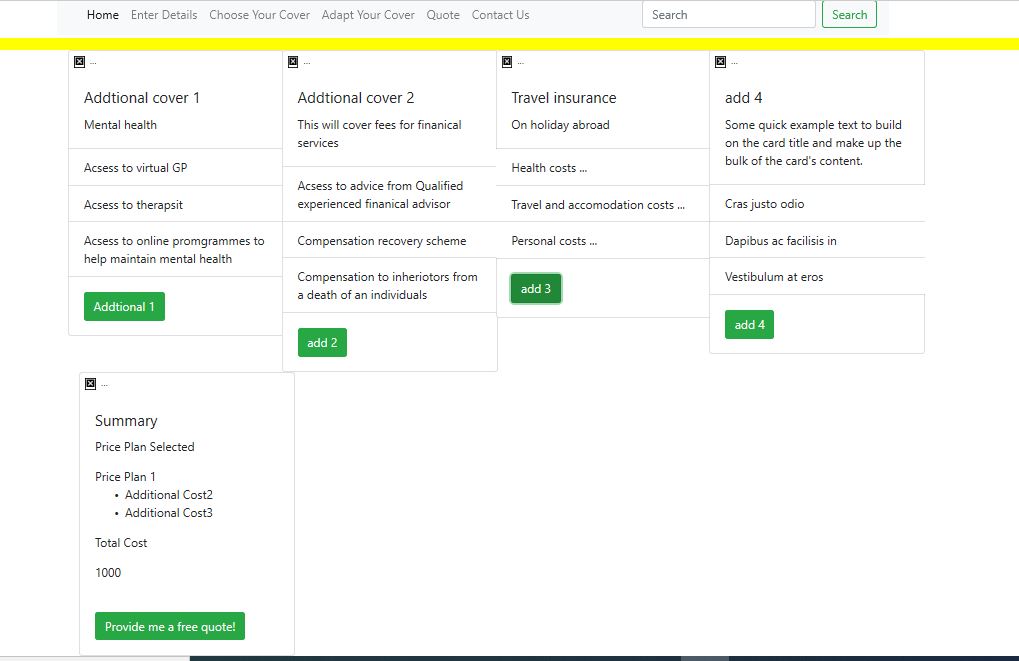 Home Enter Details Choose Your Cover Adapt Your Cover Quote Contact Us Search Search
...
Addtional cover 1
Mental health
Acsess to virtual GP
Acsess to therapsit
Acsess to online promgrammes to
help maintain mental health
Addtional 1
...
Addtional cover 2
This will cover fees for finanical
services
Acsess to advice from Qualified
experienced finanical advisor
Compensation recovery scheme
Compensation to inheriotors from
a death of an individuals
add 2
...
Travel insurance
On holiday abroad
Health costs ...
Travel and accomodation costs ...
Personal costs ...
add 3
...
add 4
Some quick example text to build
on the card title and make up the
bulk of the card's content.
Cras justo odio
Dapibus ac facilisis in
Vestibulum at eros
add 4
...
Summary
Price Plan Selected
Price Plan 1
• Additional Cost2
• Additional Cost3
Total Cost
1000
Provide me a free quote!